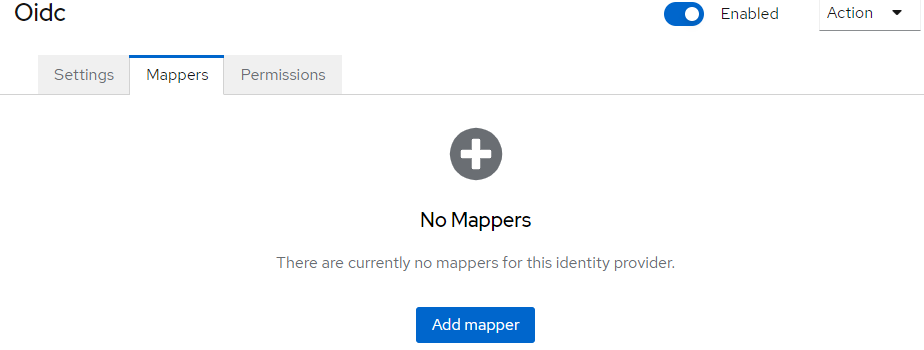 Oidc
Enabled
Action
Settings
Mappers
Permissions
No Mappers
There are currently no mappers for this identity provider.
Add mapper